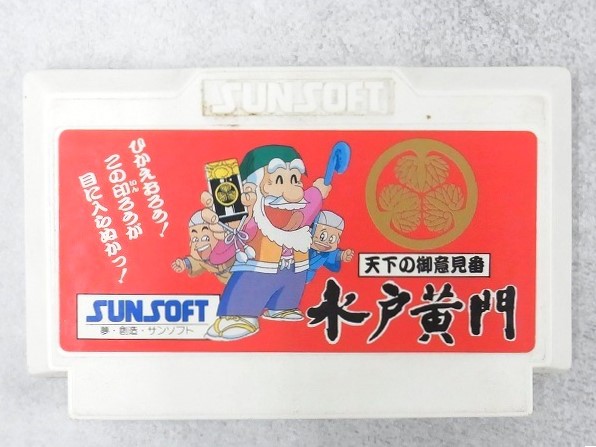 SUNSOFT
ひかえおろう!
この印ろうが
いん
目に入らぬかっ!
天下の御意見番
水戸黄門
SUNSOFT
夢・創造・サンソフト